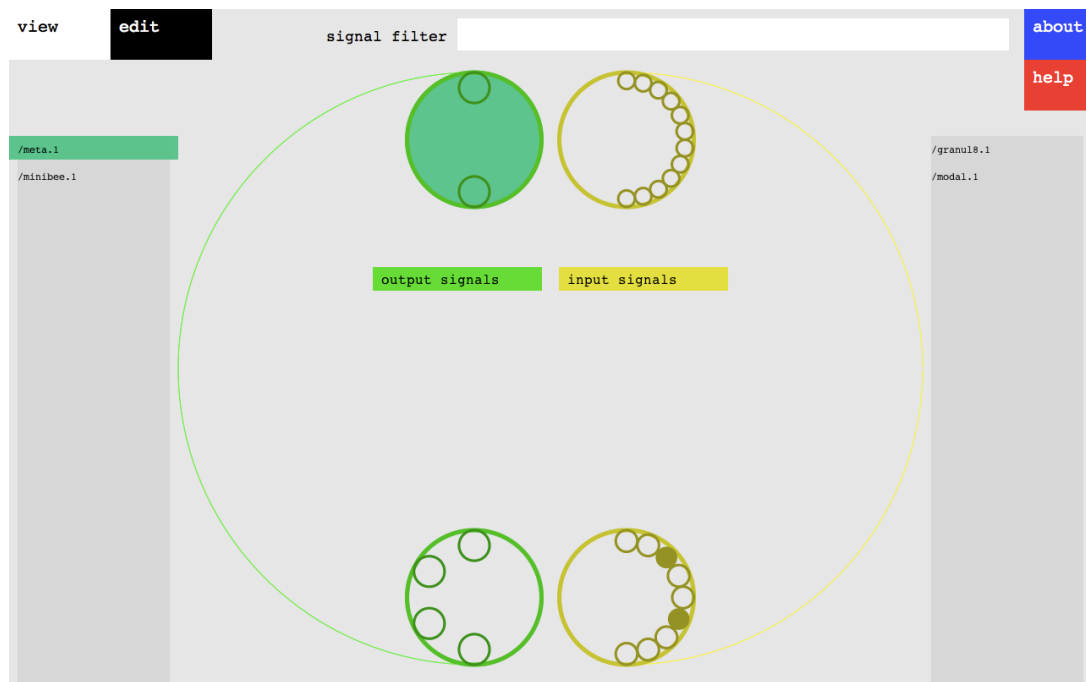 view
edit
signal filter
about
help
/meta.1
/minibee.1
/granul8.1
/modal.1
output signals
input signals